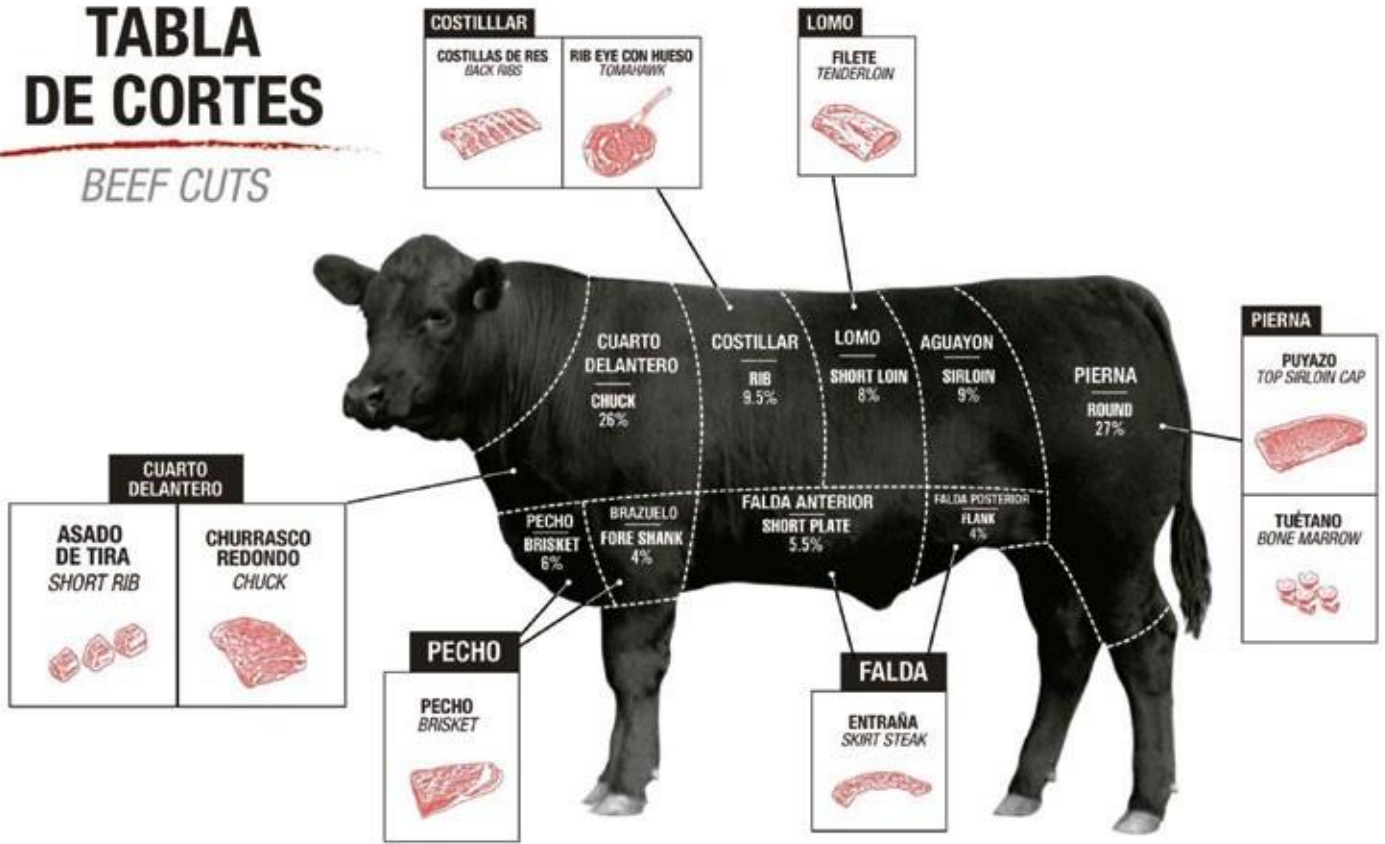 TABLA
DE CORTES
BEEF CUTS
COSTILLLAR
COSTILLAS DE RES
BACK RIBS
RIB EYE CON HUESO
TOMAHAWK
LOMO
FILETE
TENDERLOIN
CUARTO
DELANTERO
CHUCK
26%
COSTILLAR
RIB
9.5%
LOMO
SHORT LOIN
8%
AGUAYON
SIRLOIN
9%
PIERNA
ROUND
27%
PIERNA
PUYAZO
TOP SIRLOIN CAP
TUÉTANO
BONE MARROW
CUARTO
DELANTERO
ASADO
DE TIRA
SHORT RIB
CHURRASCO
REDONDO
CHUCK
PECHO
BRISKET
6%
BRAZUELO
FORE SHANK
4%
FALDA ANTERIOR
SHORT PLATE
5.5%
FALDA POSTERIOR
FLANK
4%
PECHO
PECHO
BRISKET
FALDA
ENTRAÑA
SKIRT STEAK